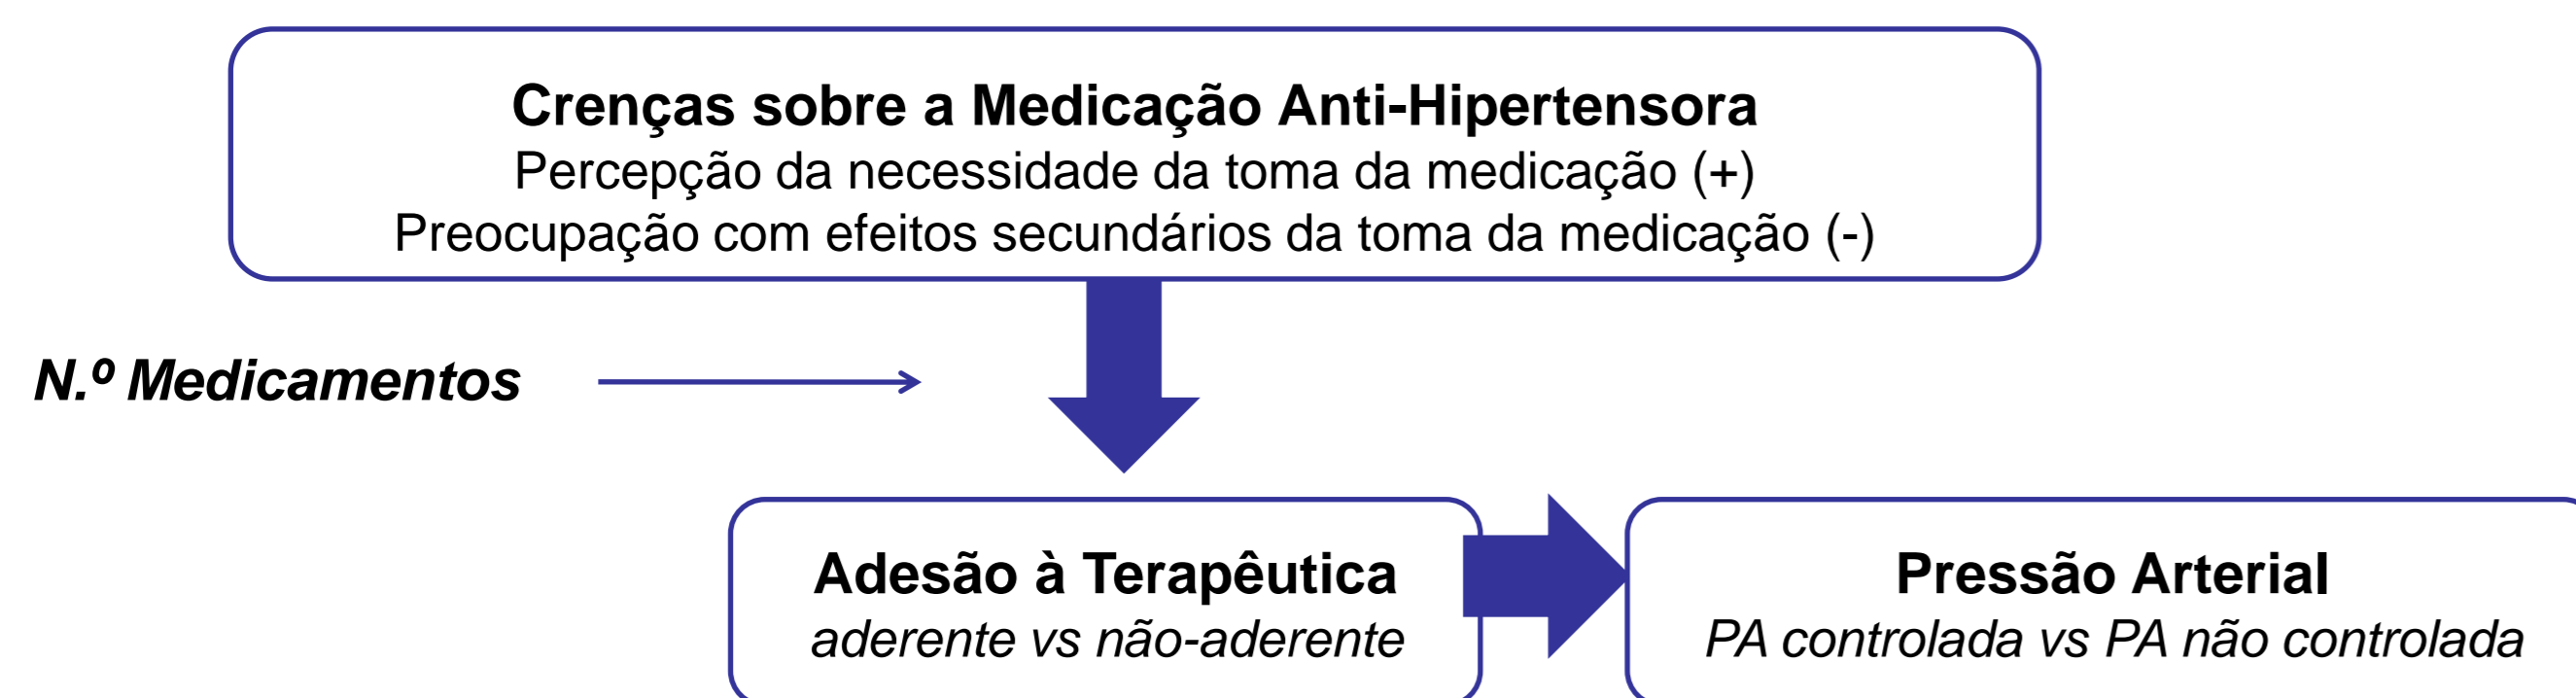 Crenças sobre a Medicação Anti-Hipertensora
Percepção da necessidade da toma da medicação (+)
Preocupação com efeitos secundários da toma da medicação (-)
N.º Medicamentos
Adesão à Terapêutica
aderente vs não-aderente
Pressão Arterial
PA controlada vs PA não controlada